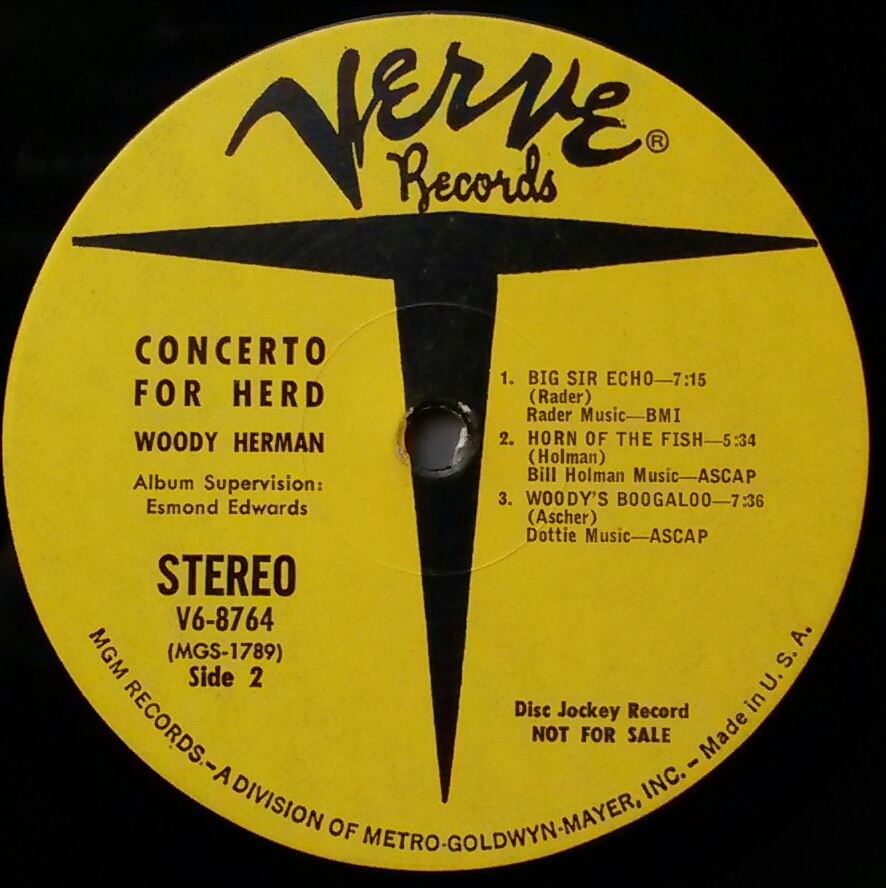 VERVE ®
Records
CONCERTO
FOR HERD
WOODY HERMAN
Album Supervision:
Esmond Edwards
STEREO
V6-8764
(MGS-1789)
Side 2
1. BIG SIR ECHO—7:15
(Rader)
Rader Music—BMI
2. HORN OF THE FISH—5:34
(Holman)
Bill Holman Music—ASCAP
3. WOODY'S BOOGALOO—7:36
(Ascher)
Dottie Music—ASCAP
Disc Jockey Record
NOT FOR SALE
MGM RECORDS.–A DIVISION OF METRO-GOLDWYN-MAYER, INC. – Made in U. S. A.